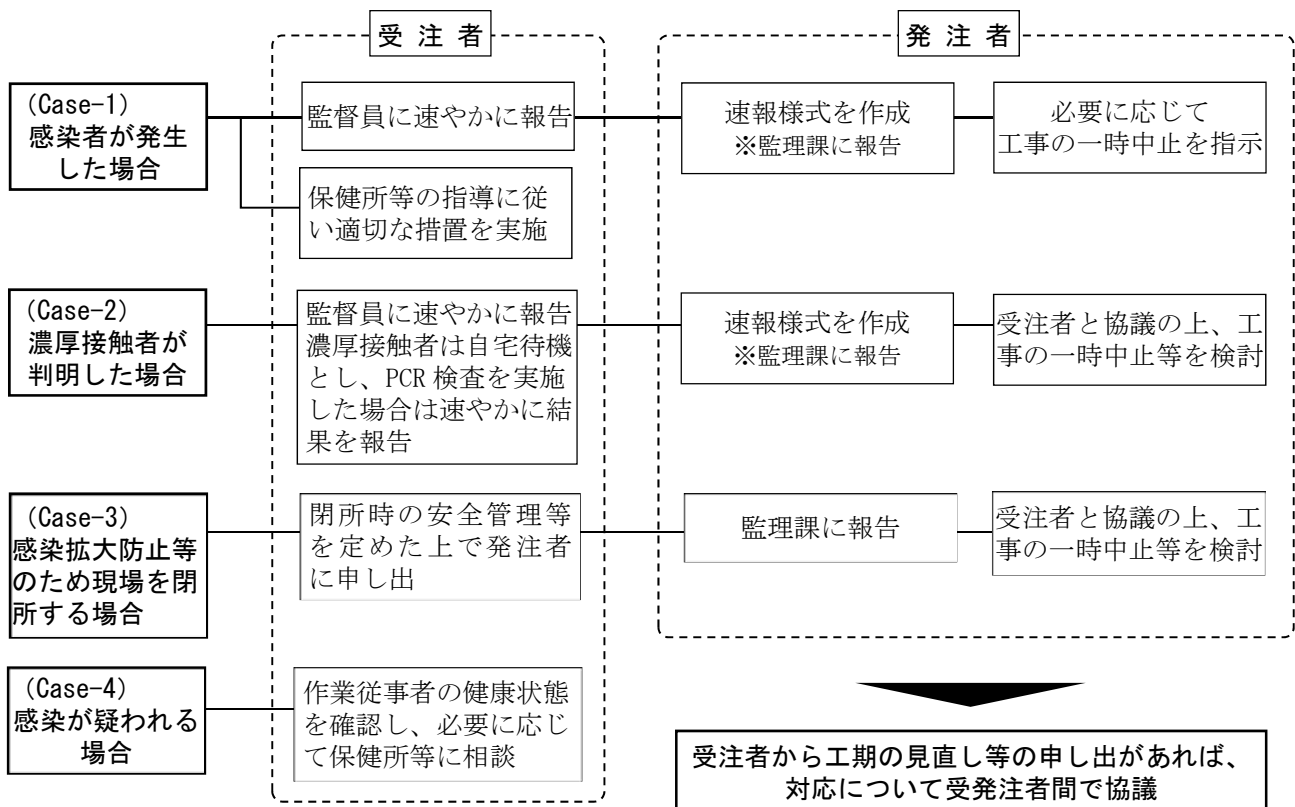 受 注 者
発 注 者
(Case-1)
感染者が発生
した場合
監督員に速やかに報告
速報様式を作成
※監理課に報告
必要に応じて
工事の一時中止を指示
保健所等の指導に従
い適切な措置を実施
(Case-2)
濃厚接触者が
判明した場合
監督員に速やかに報告
濃厚接触者は自宅待機
とし、PCR 検査を実施
した場合は速やかに結
果を報告
速報様式を作成
※監理課に報告
受注者と協議の上、工
事の一時中止等を検討
(Case-3)
感染拡大防止等
のため現場を閉
所する場合
閉所時の安全管理等
を定めた上で発注者
に申し出
監理課に報告
受注者と協議の上、工
事の一時中止等を検討
(Case-4)
感染が疑われる
場合
作業従事者の健康状態
を確認し、必要に応じ
て保健所等に相談
受注者から工期の見直し等の申し出があれば、
対応について受発注者間で協議